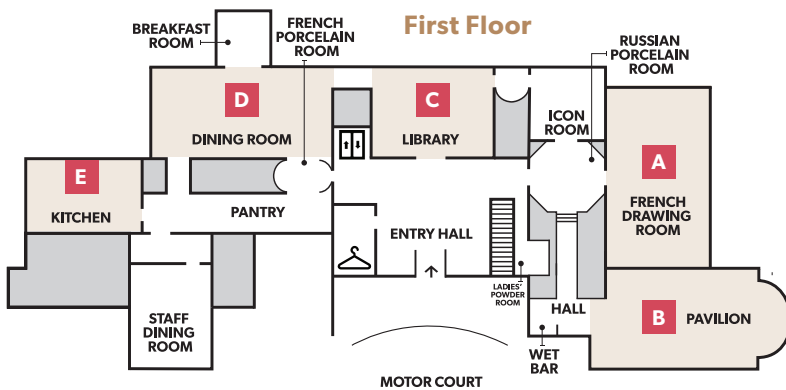 First Floor
BREAKFAST
ROOM
FRENCH
PORCELAIN
ROOM
RUSSIAN
PORCELAIN
ROOM
D
DINING ROOM
C
LIBRARY
ICON
ROOM
A
FRENCH
DRAWING
ROOM
E
KITCHEN
PANTRY
ENTRY HALL
LADIES'
POWDER
ROOM
HALL
B
PAVILION
STAFF
DINING
ROOM
WET
BAR
MOTOR COURT